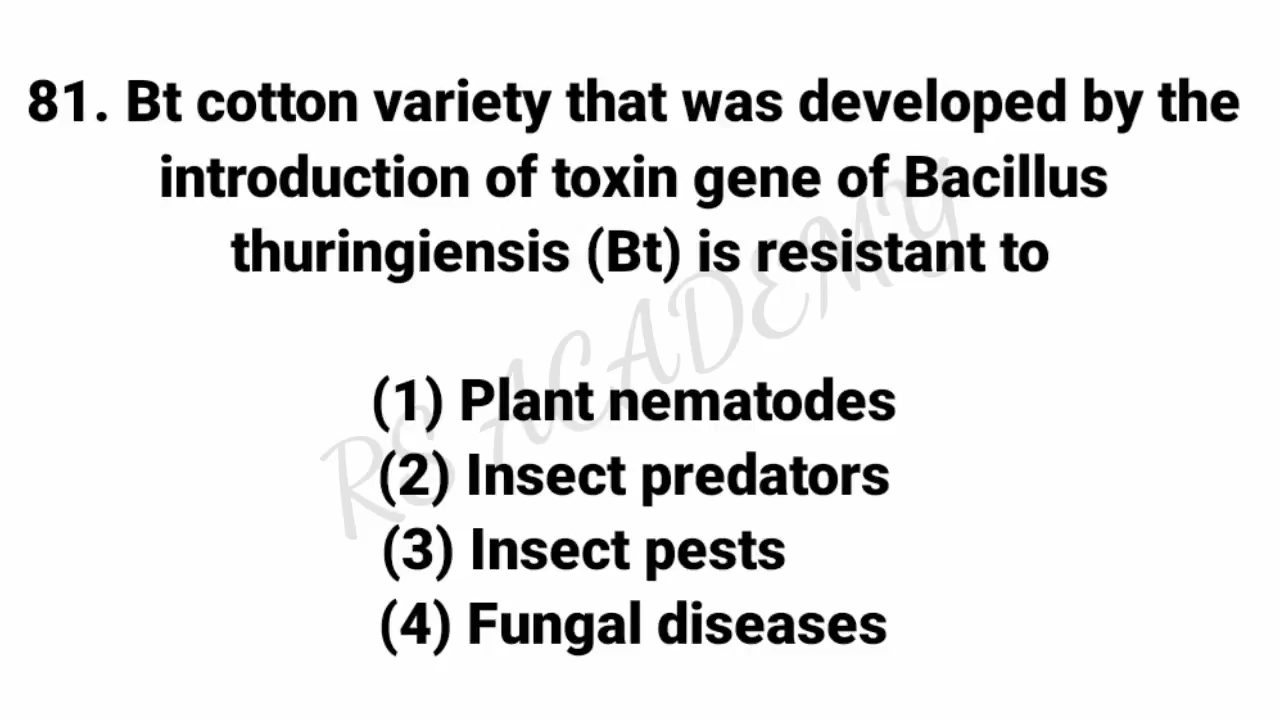 81. Bt cotton variety that was developed by the
introduction of toxin gene of Bacillus
thuringiensis (Bt) is resistant to
(1) Plant nematodes
(2) Insect predators
(3) Insect pests
(4) Fungal diseases
RS ACADEMY